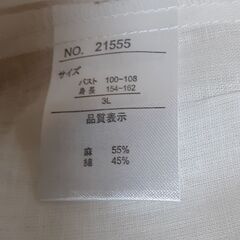 NO. 21555
サイズ
バスト 100~108
身長 154~162
3L
品質表示
麻 55%
綿 45%